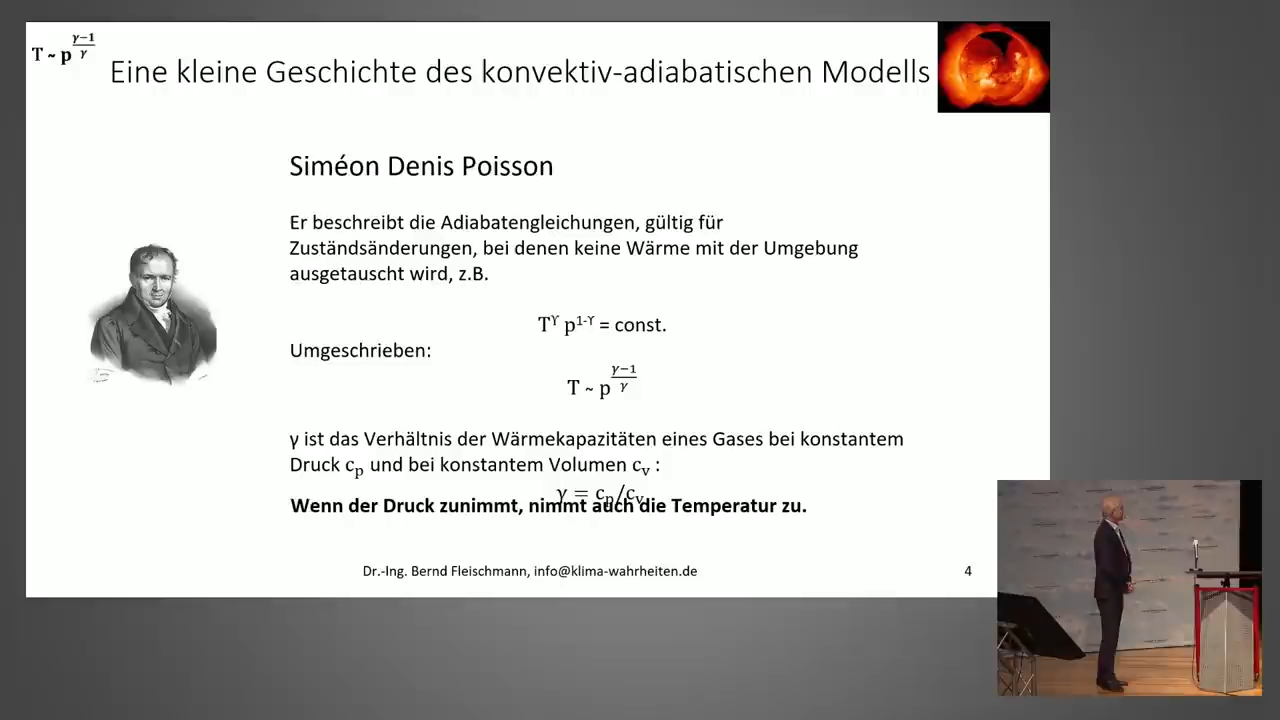 T ~ p^((γ−1)/γ)
Eine kleine Geschichte des konvektiv-adiabatischen Modells
Siméon Denis Poisson
Er beschreibt die Adiabatengleichungen, gültig für
Zuständsänderungen, bei denen keine Wärme mit der Umgebung
ausgetauscht wird, z.B.
T^ϒ p^(1-ϒ) = const.
Umgeschrieben:
T ~ p^((γ−1)/γ)
γ ist das Verhältnis der Wärmekapazitäten eines Gases bei konstantem
Druck c_p und bei konstantem Volumen c_v :
γ = c_p/c_v
Wenn der Druck zunimmt, nimmt auch die Temperatur zu.
Dr.-Ing. Bernd Fleischmann, info@klima-wahrheiten.de
4